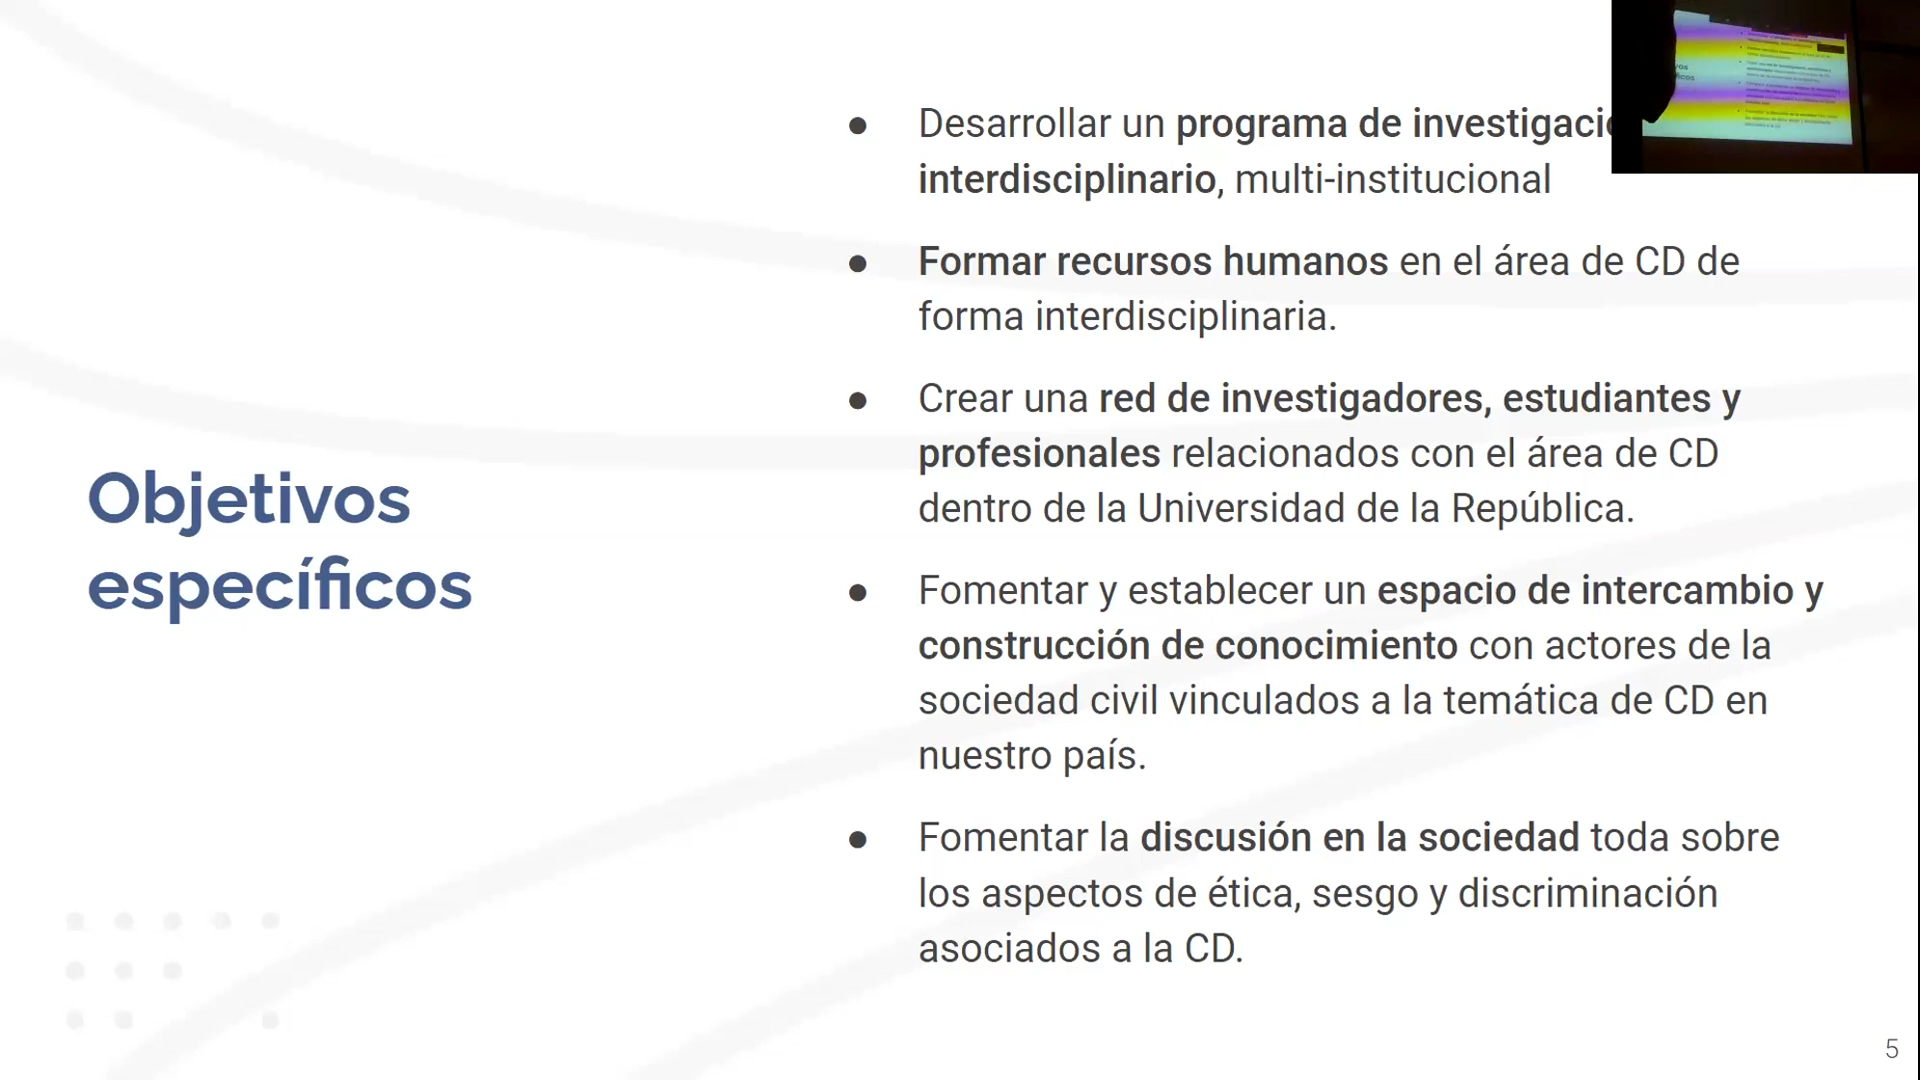 Objetivos
específicos
● Desarrollar un programa de investigaci
interdisciplinario, multi-institucional
● Formar recursos humanos en el área de CD de
forma interdisciplinaria.
● Crear una red de investigadores, estudiantes y
profesionales relacionados con el área de CD
dentro de la Universidad de la República.
● Fomentar y establecer un espacio de intercambio y
construcción de conocimiento con actores de la
sociedad civil vinculados a la temática de CD en
nuestro país.
● Fomentar la discusión en la sociedad toda sobre
los aspectos de ética, sesgo y discriminación
asociados a la CD.
5